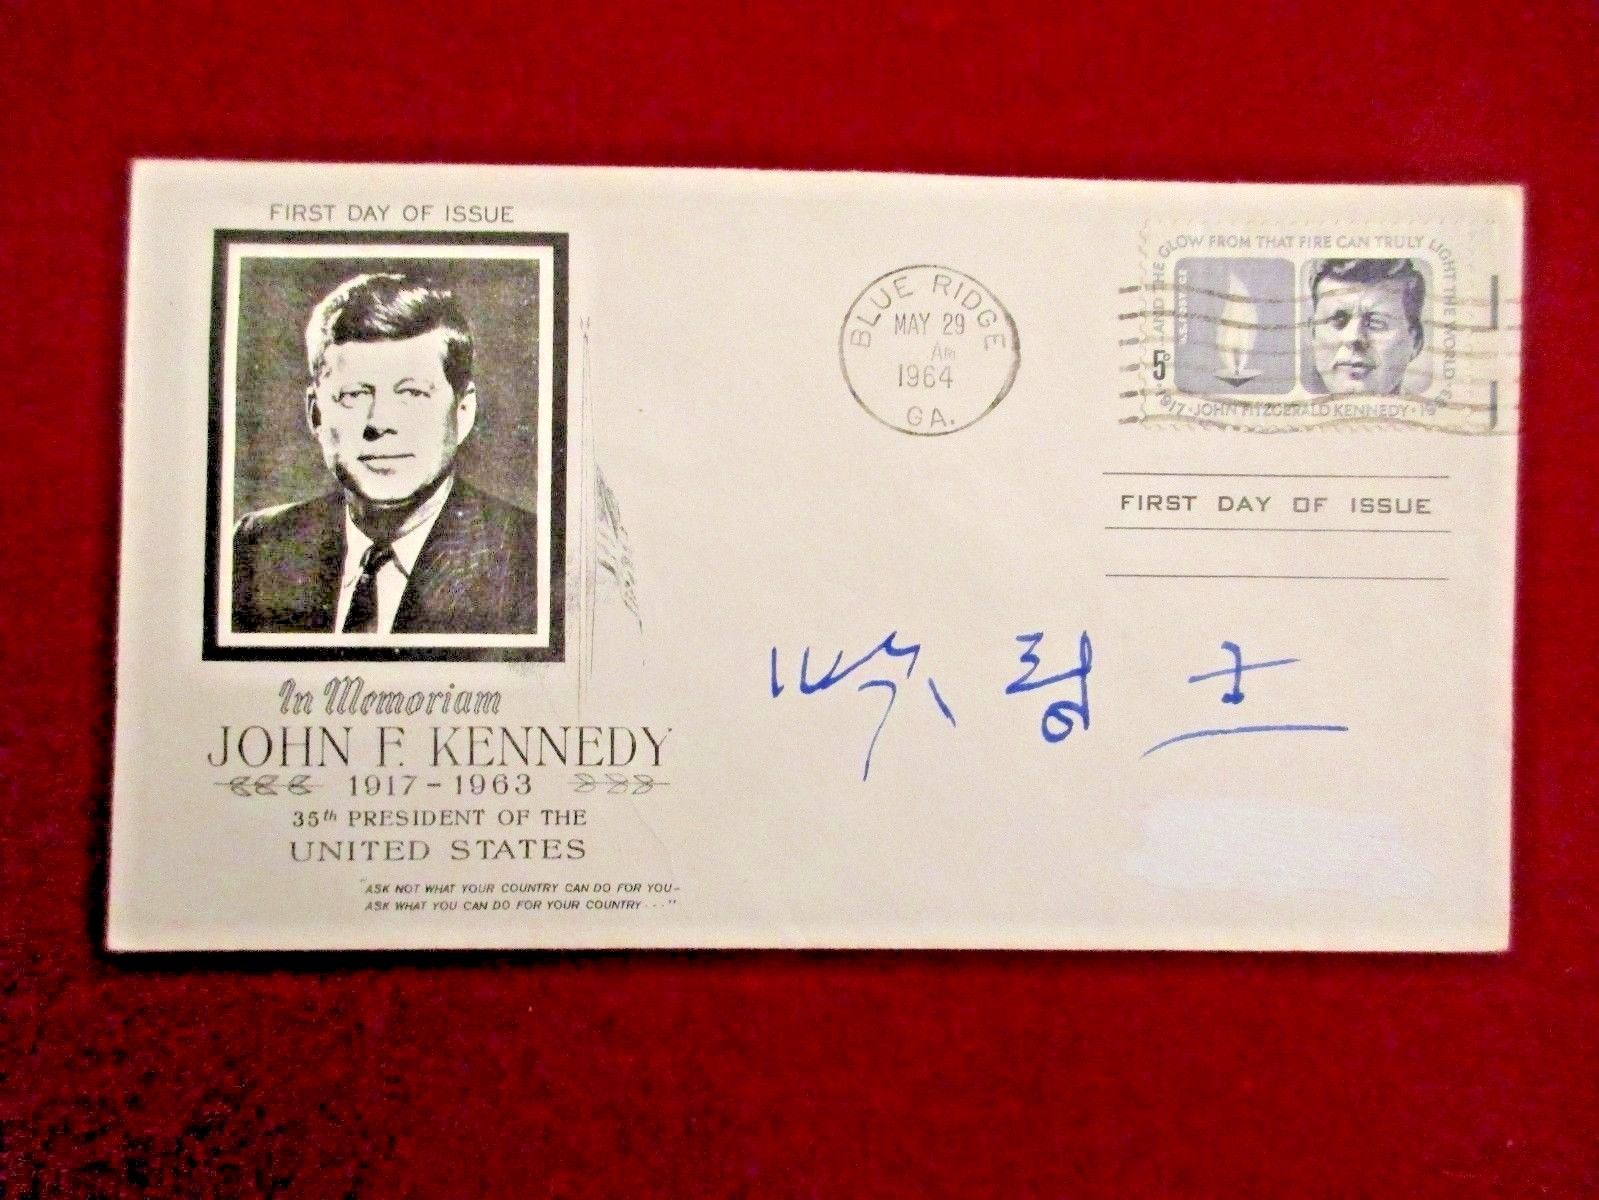 FIRST DAY OF ISSUE
In Memoriam
JOHN F. KENNEDY
1917 – 1963
35th PRESIDENT OF THE
UNITED STATES
"ASK NOT WHAT YOUR COUNTRY CAN DO FOR YOU–
ASK WHAT YOU CAN DO FOR YOUR COUNTRY . . ."
BLUE RIDGE
MAY 29
AM
1964
GA.
AND THE GLOW FROM THAT FIRE CAN TRULY LIGHT THE WORLD
U.S. POSTAGE
5¢
1917 · JOHN FITZGERALD KENNEDY · 1963
FIRST DAY OF ISSUE